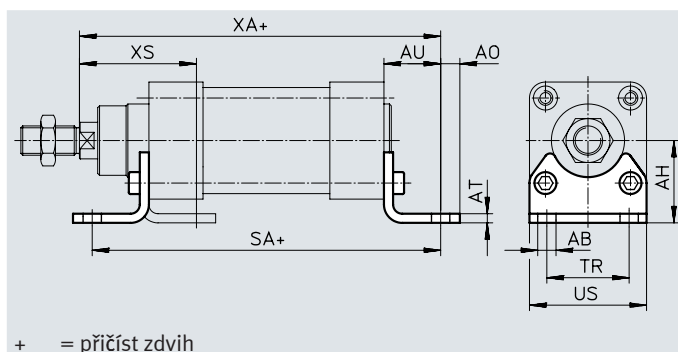 XA+
XS
AU
AO
AT
SA+
AH
AB
TR
US
+ = přičíst zdvih